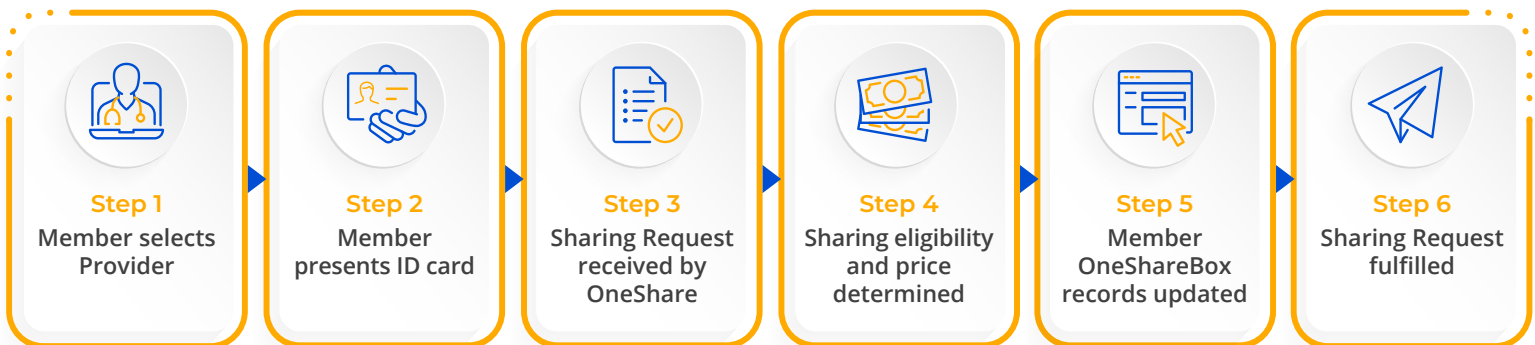 Step 1
Member selects
Provider
Step 2
Member
presents ID card
Step 3
Sharing Request
received by
OneShare
Step 4
Sharing eligibility
and price
determined
Step 5
Member
OneShareBox
records updated
Step 6
Sharing Request
fulfilled